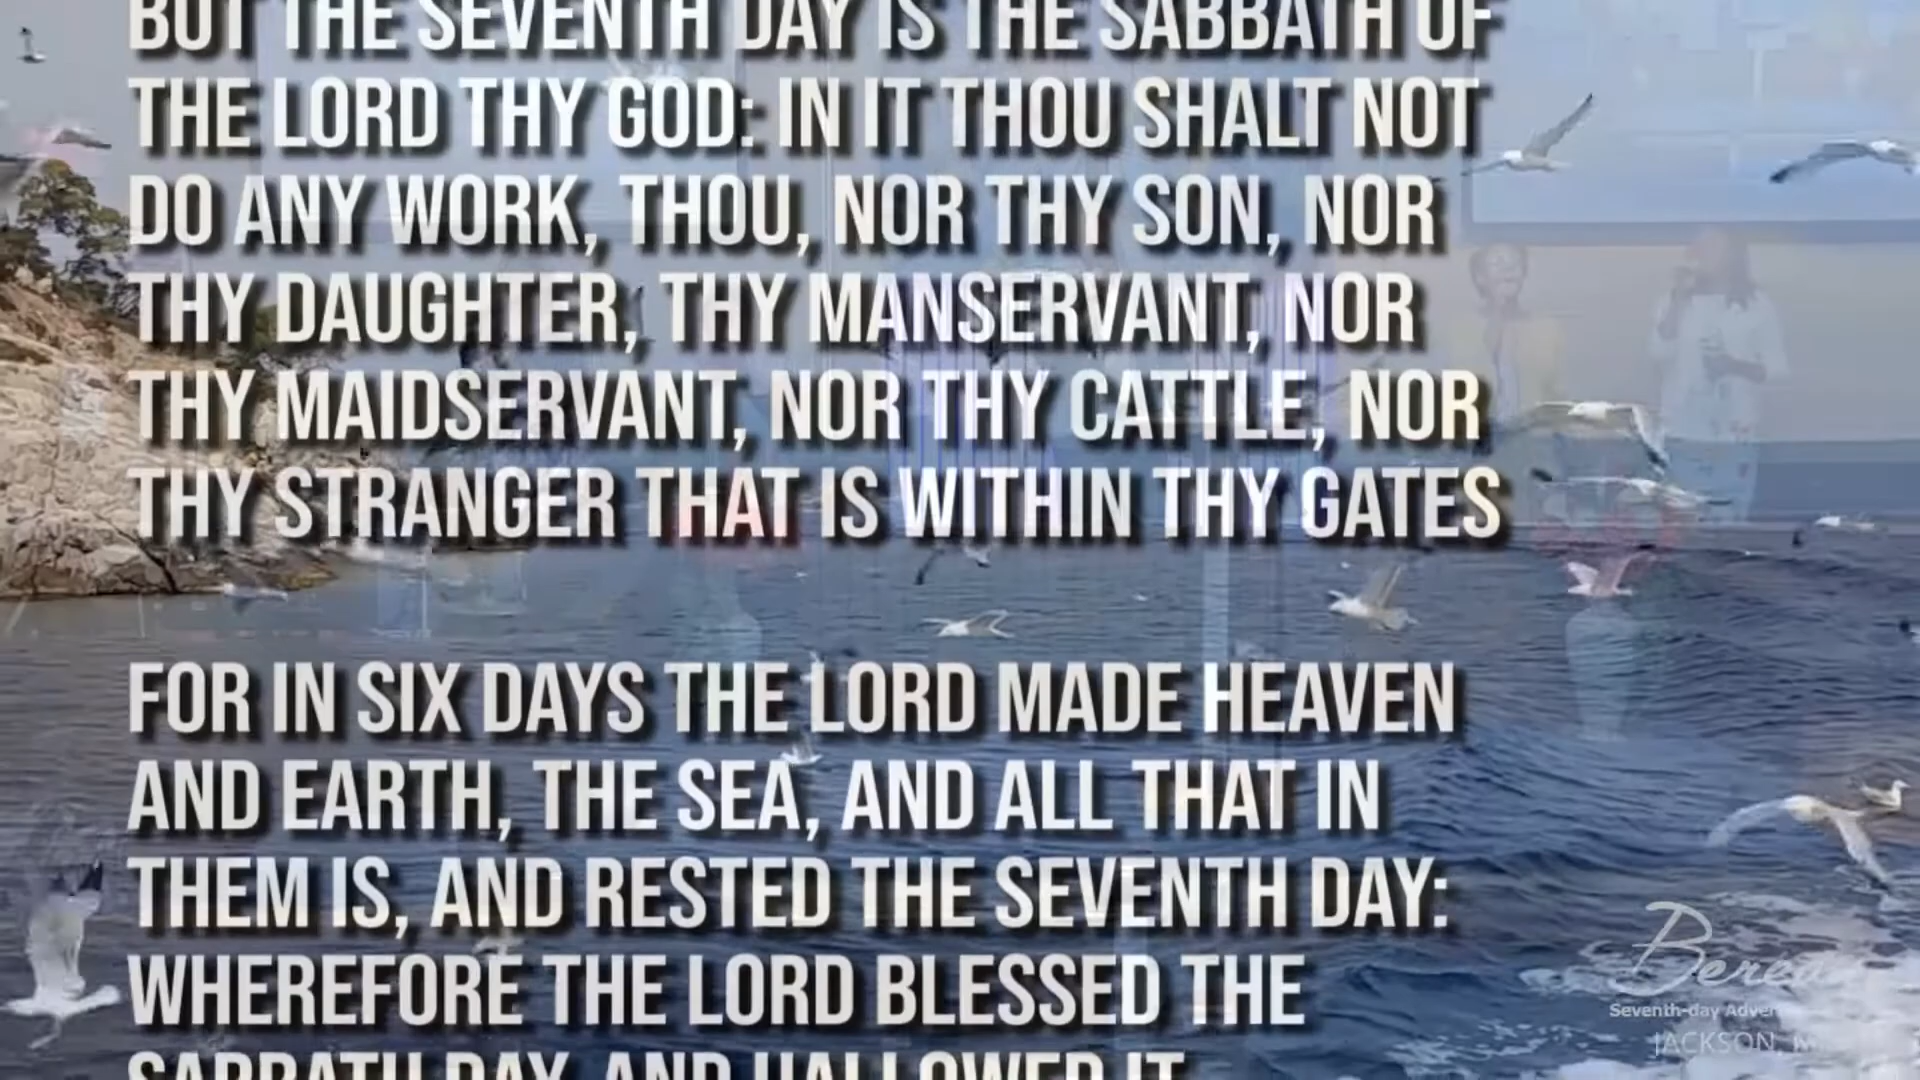 BUT THE SEVENTH DAY IS THE SABBATH OF
THE LORD THY GOD: IN IT THOU SHALT NOT
DO ANY WORK, THOU, NOR THY SON, NOR
THY DAUGHTER, THY MANSERVANT, NOR
THY MAIDSERVANT, NOR THY CATTLE, NOR
THY STRANGER THAT IS WITHIN THY GATES
FOR IN SIX DAYS THE LORD MADE HEAVEN
AND EARTH, THE SEA, AND ALL THAT IN
THEM IS, AND RESTED THE SEVENTH DAY:
WHEREFORE THE LORD BLESSED THE
SABBATH DAY, AND HALLOWED IT
Berea
Seventh-day
JACKSON,